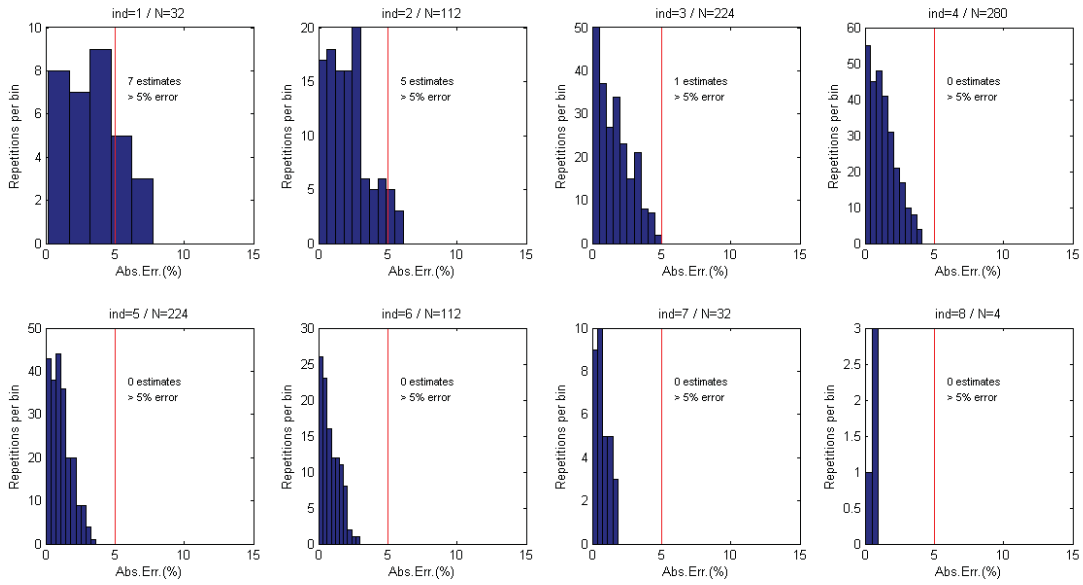 ind=1 / N=32
ind=2 / N=112
ind=3 / N=224
ind=4 / N=280
10
8
6
4
2
0
Repetitions per bin
7 estimates
> 5% error
0 5 10 15
Abs.Err.(%)
20
15
10
5
0
Repetitions per bin
5 estimates
> 5% error
0 5 10 15
Abs.Err.(%)
50
40
30
20
10
0
Repetitions per bin
1 estimates
> 5% error
0 5 10 15
Abs.Err.(%)
60
50
40
30
20
10
0
Repetitions per bin
0 estimates
> 5% error
0 5 10 15
Abs.Err.(%)
ind=5 / N=224
ind=6 / N=112
ind=7 / N=32
ind=8 / N=4
50
40
30
20
10
0
Repetitions per bin
0 estimates
> 5% error
0 5 10 15
Abs.Err.(%)
30
25
20
15
10
5
0
Repetitions per bin
0 estimates
> 5% error
0 5 10 15
Abs.Err.(%)
10
8
6
4
2
0
Repetitions per bin
0 estimates
> 5% error
0 5 10 15
Abs.Err.(%)
3
2.5
2
1.5
1
0.5
0
Repetitions per bin
0 estimates
> 5% error
0 5 10 15
Abs.Err.(%)